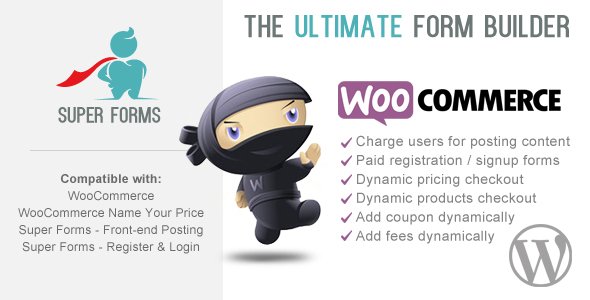 THE ULTIMATE FORM BUILDER
SUPER FORMS
Compatible with:
WooCommerce
WooCommerce Name Your Price
Super Forms - Front-end Posting
Super Forms - Register & Login
W
WOO COMMERCE
Charge users for posting content
Paid registration / signup forms
Dynamic pricing checkout
Dynamic products checkout
Add coupon dynamically
Add fees dynamically
W